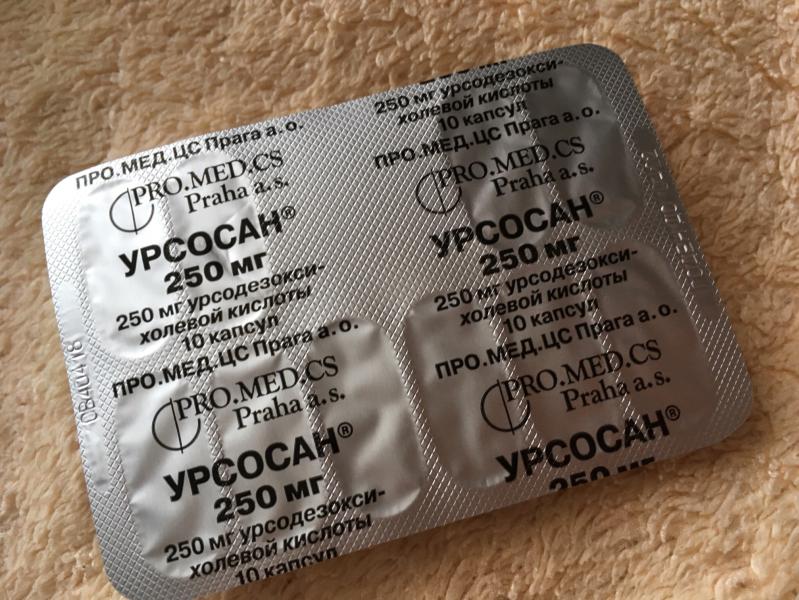 ПРО.МЕД.ЦС Прага а.о.
PRO.MED.CS
Praha a.s.
УРСОСАН®
250 мг
250 мг урсодезокси-
холевой кислоты
10 капсул
ПРО.МЕД.ЦС Прага а.о.
PRO.MED.CS
Praha a.s.
УРСОСАН®
250 мг
250 мг урсодезокси-
холевой кислоты
10 капсул
250 мг урсодезокси-
холевой кислоты
10 капсул
ПРО.МЕД.ЦС Прага а.о.
PRO.MED.CS
Praha a.s.
УРСОСАН®
250 мг
250 мг урсодезокси-
холевой кислоты
10 капсул
ПРО.МЕД.ЦС Прага а.о.
PRO.MED.CS
Praha a.s.
УРСОСАН®
250 мг
0B40418